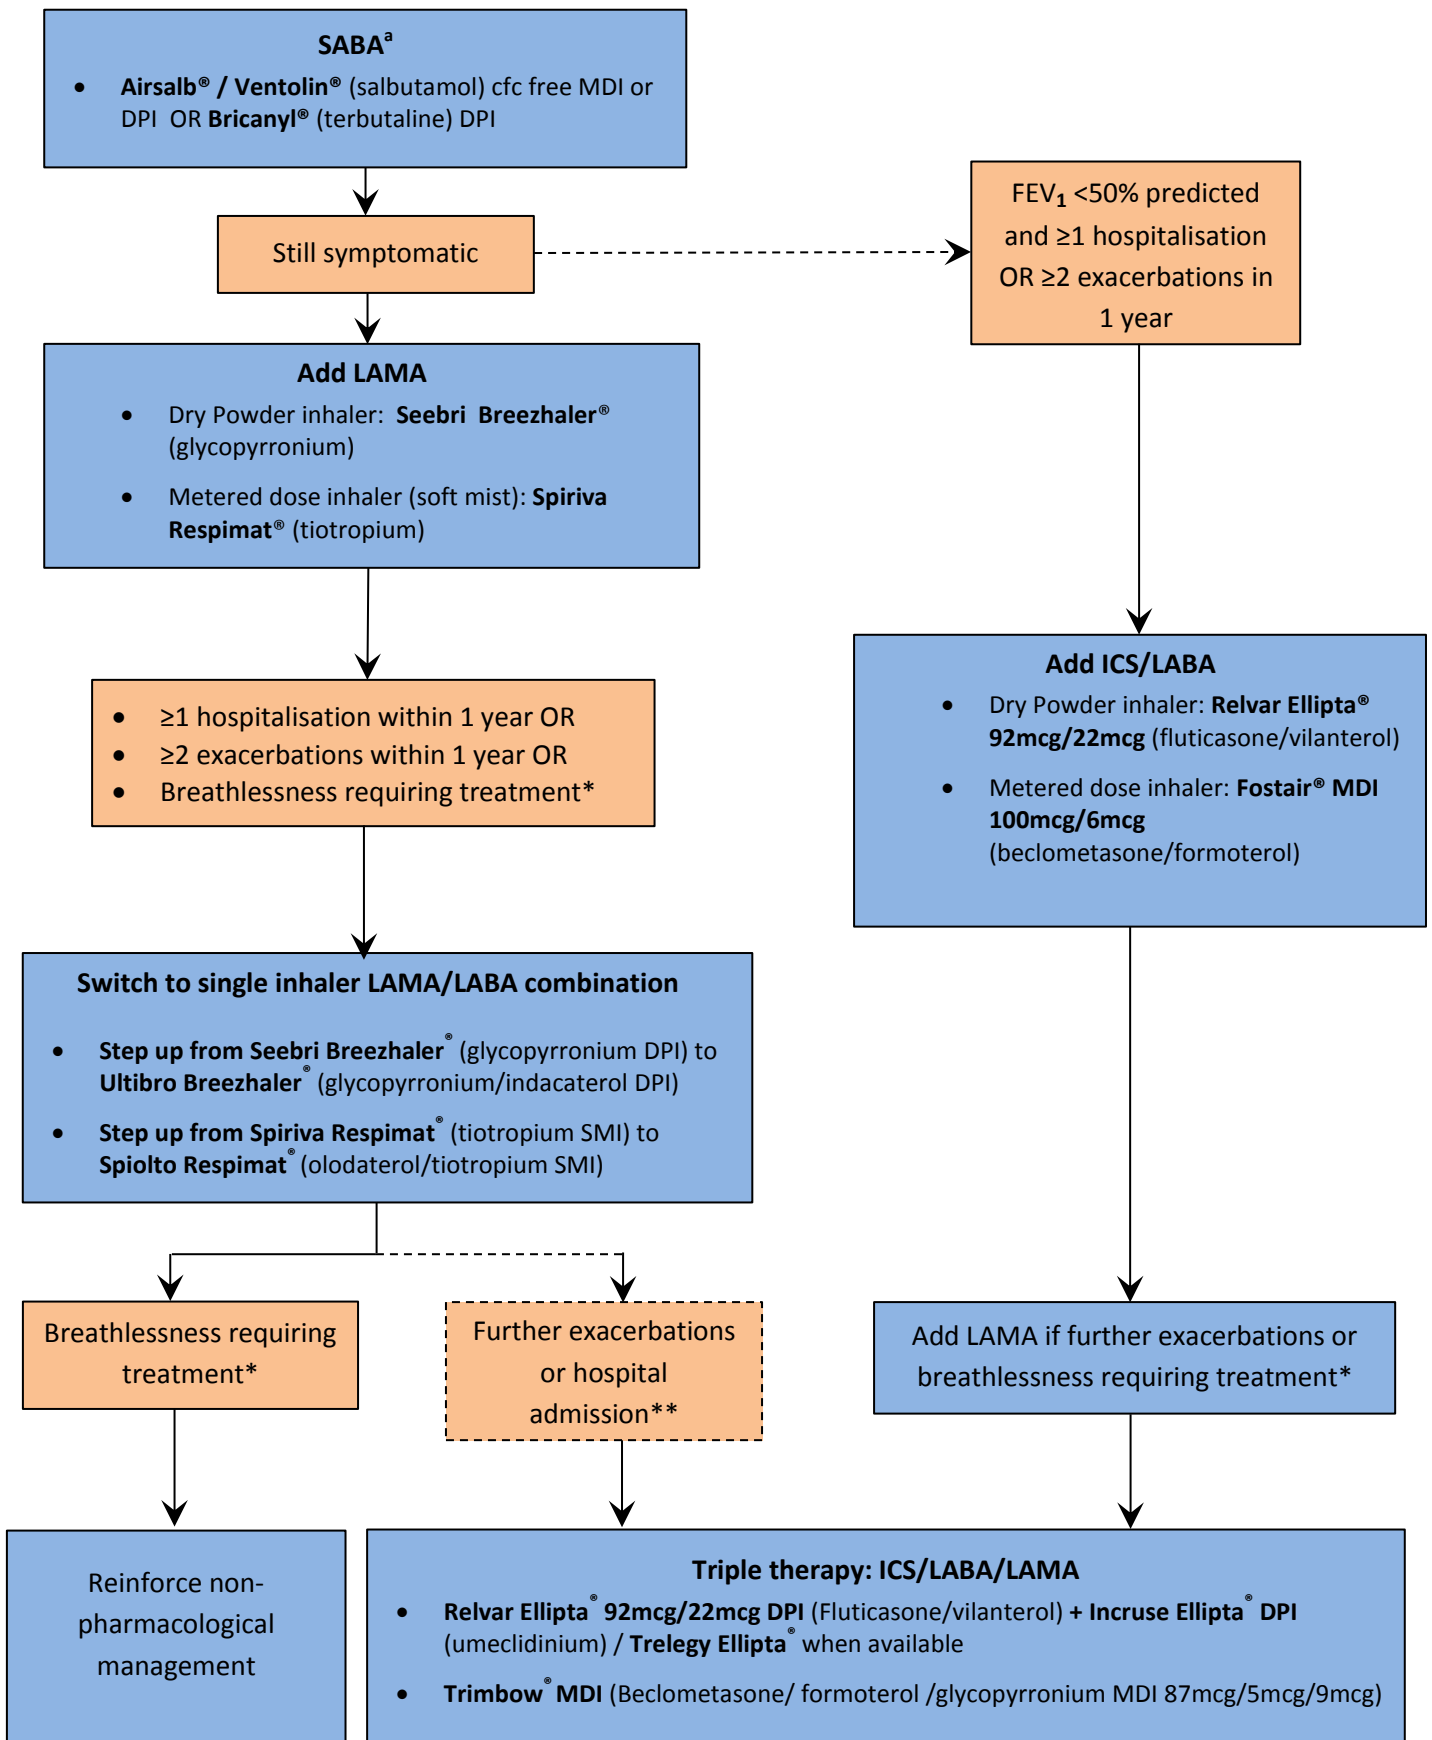 SABAᵃ
• Airsalb® / Ventolin® (salbutamol) cfc free MDI or
DPI OR Bricanyl® (terbutaline) DPI
Still symptomatic
FEV₁ <50% predicted
and ≥1 hospitalisation
OR ≥2 exacerbations in
1 year
Add LAMA
• Dry Powder inhaler: Seebri Breezhaler®
(glycopyrronium)
• Metered dose inhaler (soft mist): Spiriva
Respimat® (tiotropium)
Add ICS/LABA
• Dry Powder inhaler: Relvar Ellipta®
92mcg/22mcg (fluticasone/vilanterol)
• Metered dose inhaler: Fostair® MDI
100mcg/6mcg
(beclometasone/formoterol)
• ≥1 hospitalisation within 1 year OR
• ≥2 exacerbations within 1 year OR
• Breathlessness requiring treatment*
Switch to single inhaler LAMA/LABA combination
• Step up from Seebri Breezhaler® (glycopyrronium DPI) to
Ultibro Breezhaler® (glycopyrronium/indacaterol DPI)
• Step up from Spiriva Respimat® (tiotropium SMI) to
Spiolto Respimat® (olodaterol/tiotropium SMI)
Breathlessness requiring
treatment*
Further exacerbations
or hospital
admission**
Add LAMA if further exacerbations or
breathlessness requiring treatment*
Reinforce non-
pharmacological
management
Triple therapy: ICS/LABA/LAMA
• Relvar Ellipta® 92mcg/22mcg DPI (Fluticasone/vilanterol) + Incruse Ellipta® DPI
(umeclidinium) / Trelegy Ellipta® when available
• Trimbow® MDI (Beclometasone/ formoterol /glycopyrronium MDI 87mcg/5mcg/9mcg)